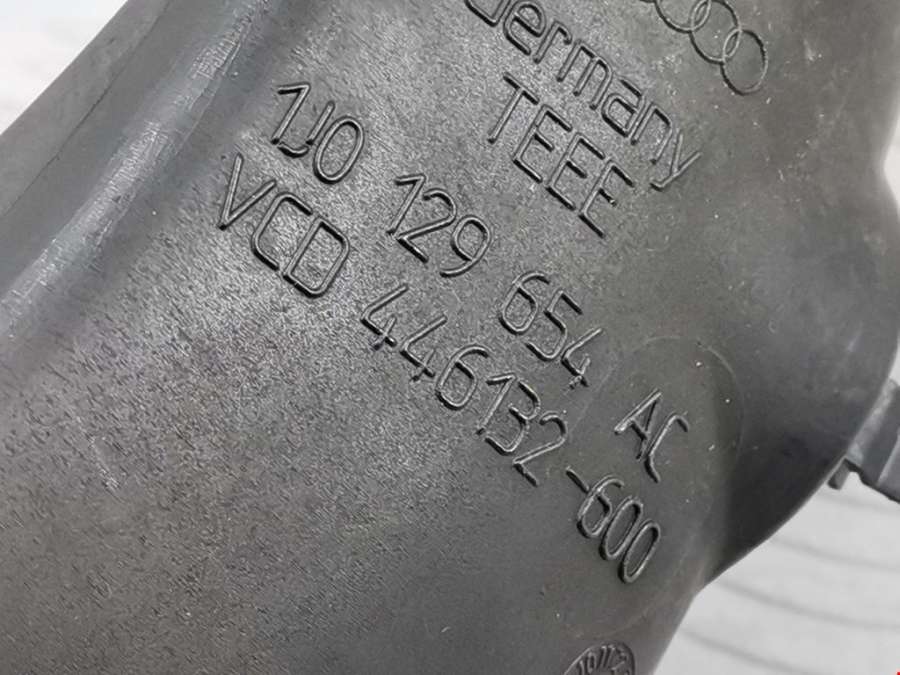 Germany
TEEE
1J0 129 654 AC
VCD 446132-600